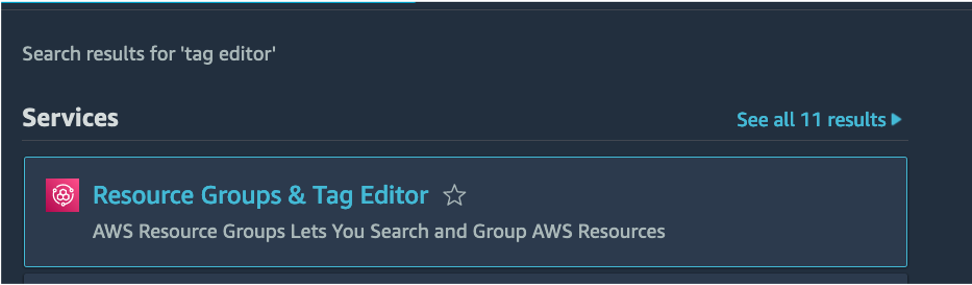 Search results for 'tag editor'
Services
See all 11 results
Resource Groups & Tag Editor
AWS Resource Groups Lets You Search and Group AWS Resources